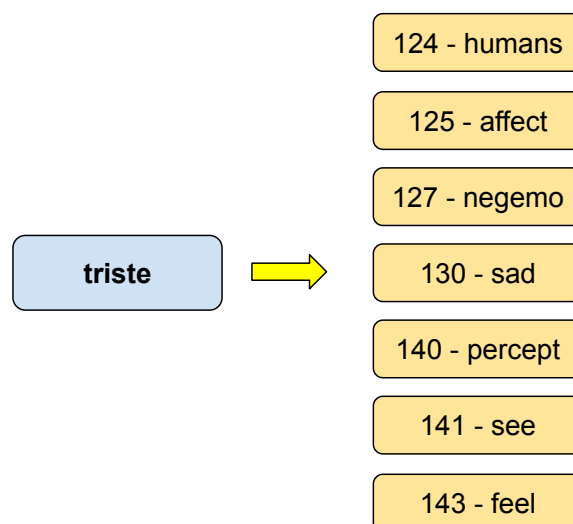 124 - humans
125 - affect
127 - negemo
triste
130 - sad
140 - percept
141 - see
143 - feel